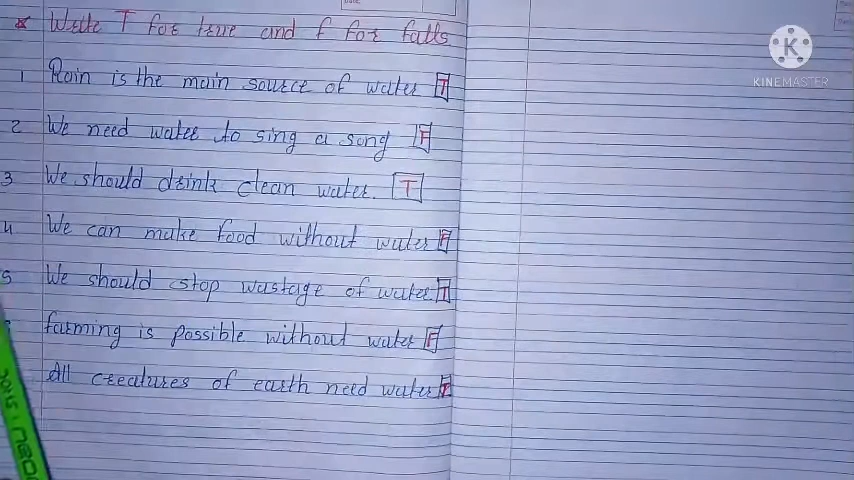 * Write T for true and f for falls
1 Rain is the main source of water T
2 We need water to sing a song F
3 We should drink clean water. T
4 We can make food without water F
5 We should stop wastage of water. T
farming is possible without water F
All creatures of earth need water T
K
KINEMASTER